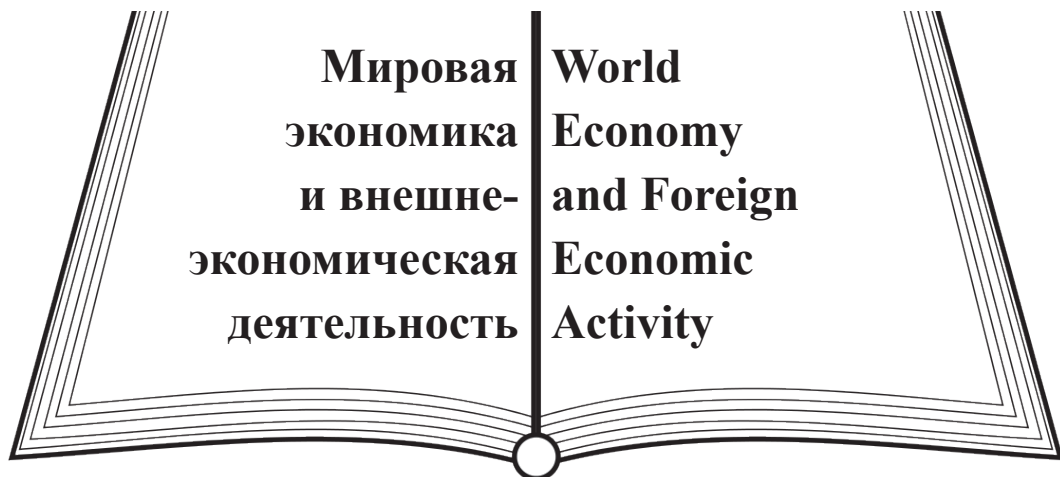 Мировая
экономика
и внешне-
экономическая
деятельность
World
Economy
and Foreign
Economic
Activity